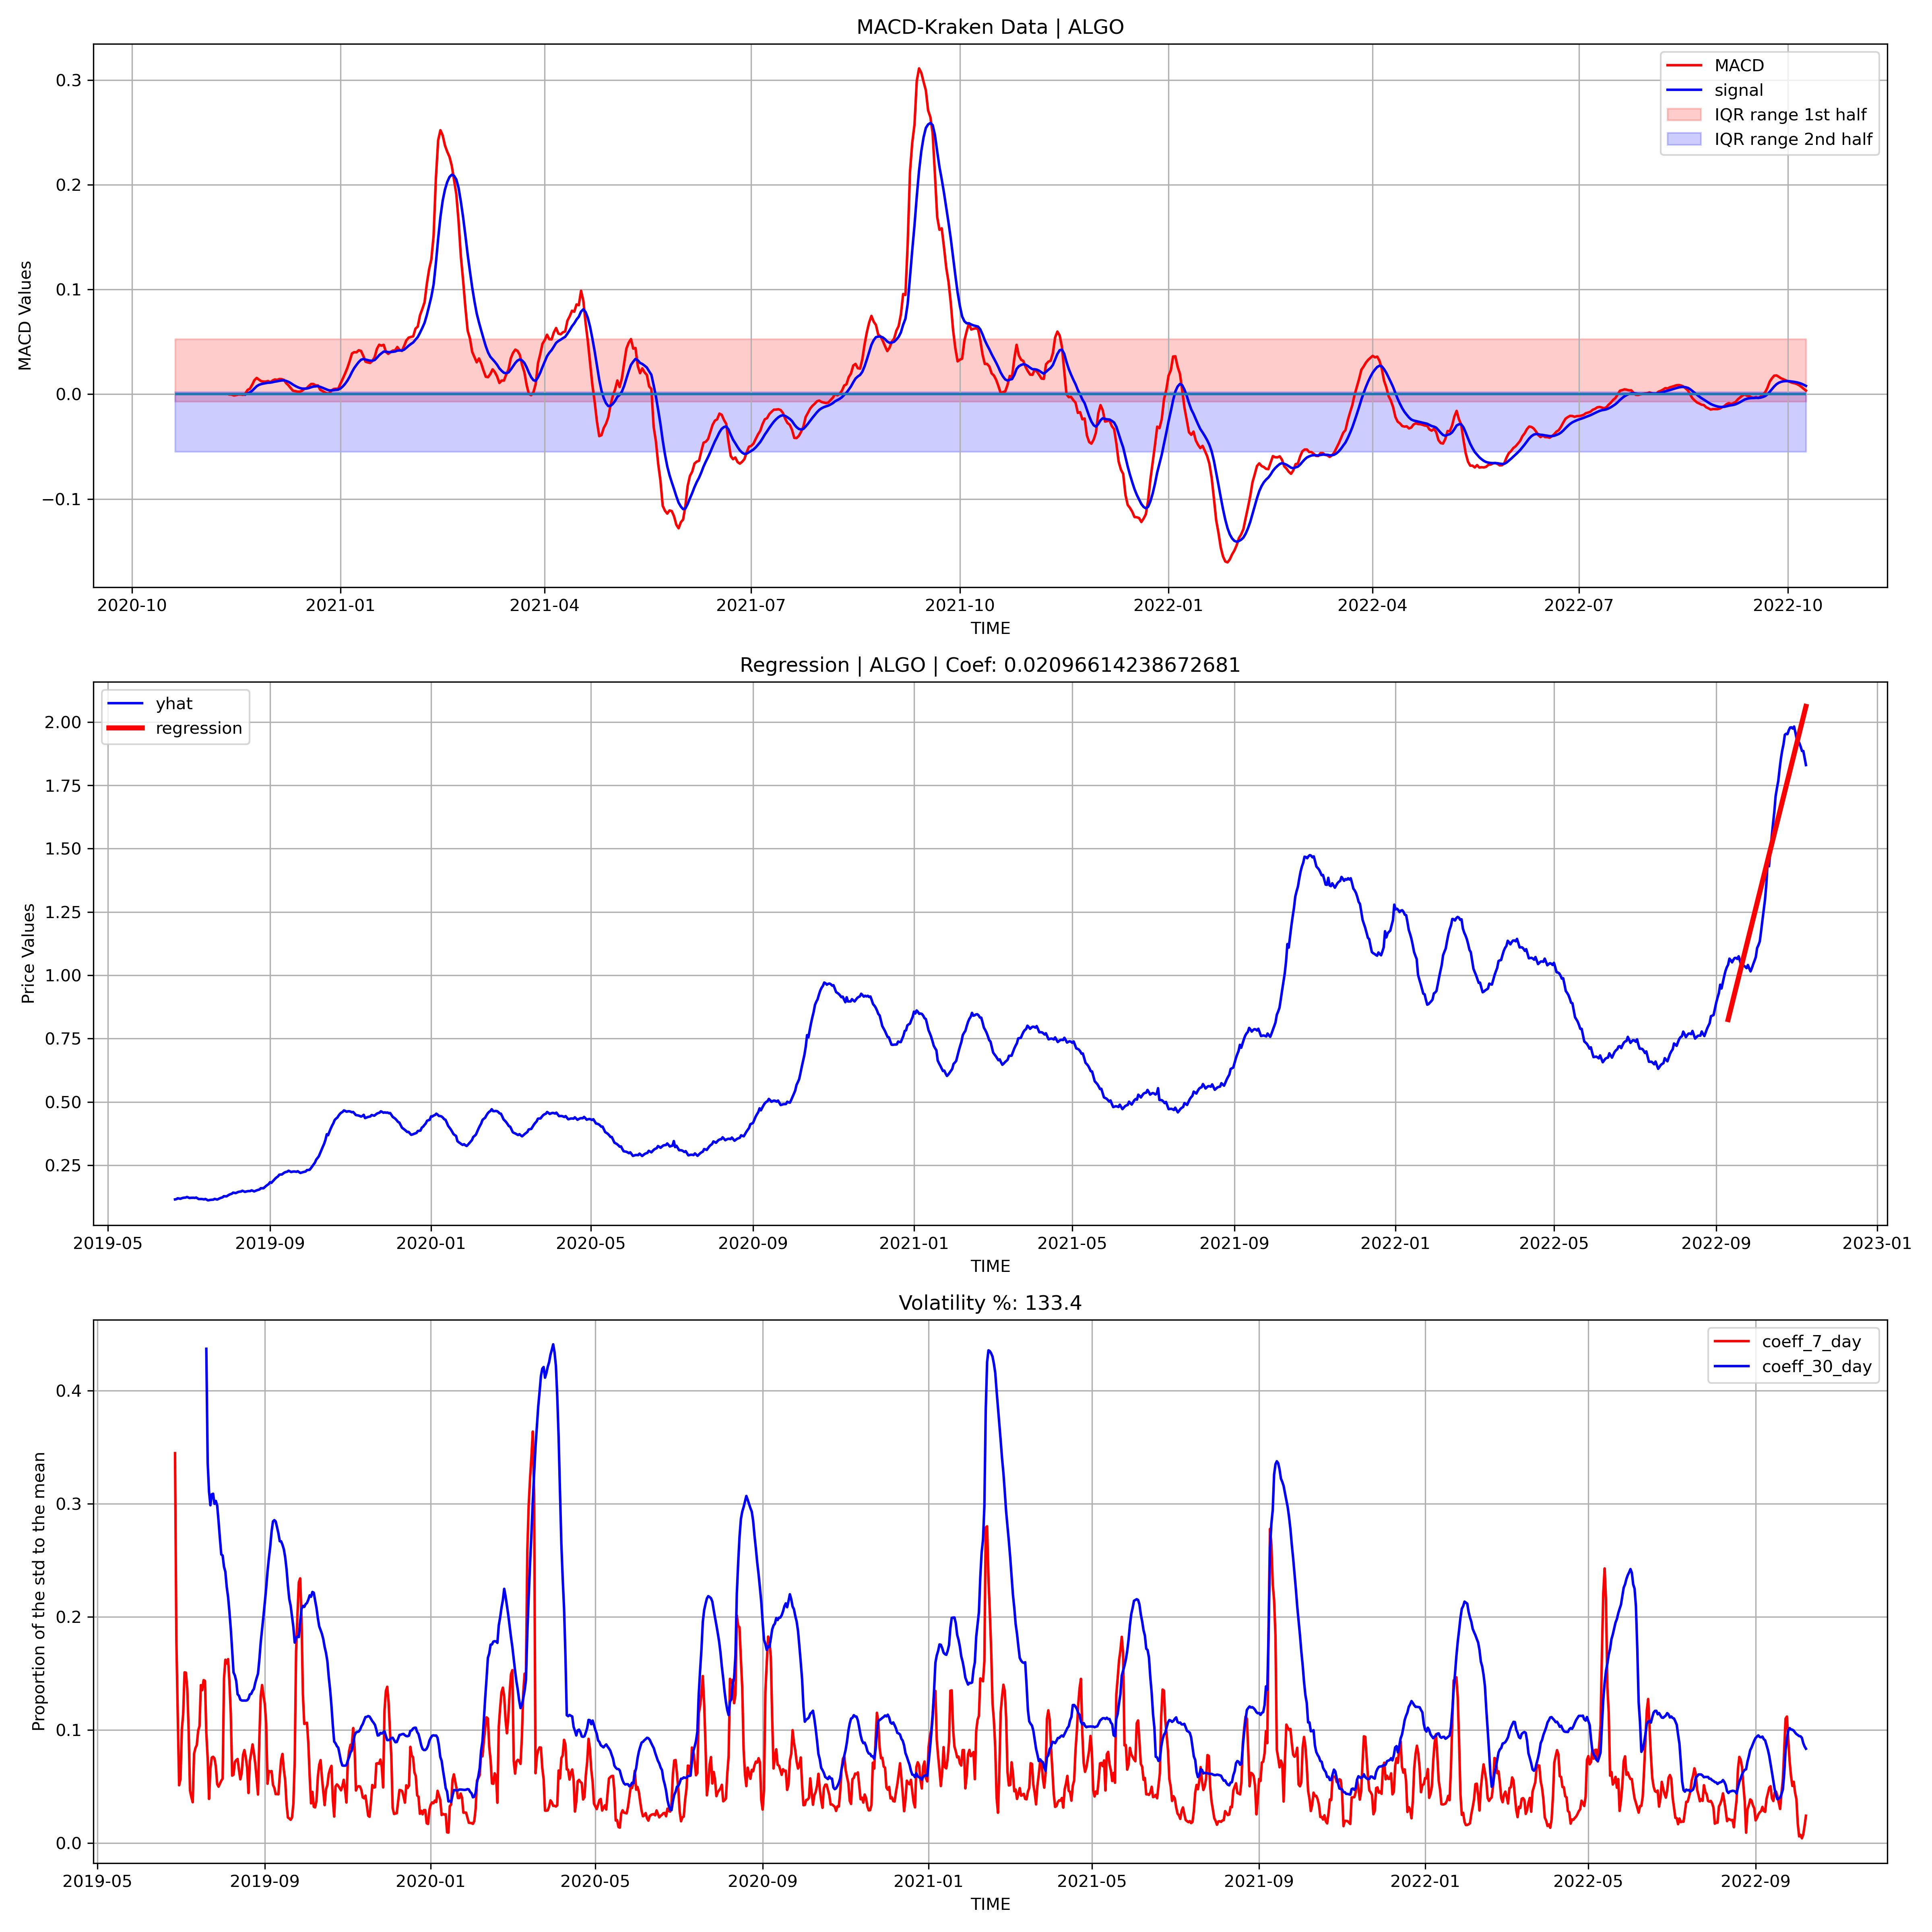 MACD-Kraken Data | ALGO
MACD Values
0.3
0.2
0.1
0.0
−0.1
MACD
signal
IQR range 1st half
IQR range 2nd half
2020-10 2021-01 2021-04 2021-07 2021-10 2022-01 2022-04 2022-07 2022-10
TIME
Regression | ALGO | Coef: 0.02096614238672681
Price Values
yhat
regression
2.00
1.75
1.50
1.25
1.00
0.75
0.50
0.25
2019-05 2019-09 2020-01 2020-05 2020-09 2021-01 2021-05 2021-09 2022-01 2022-05 2022-09 2023-01
TIME
Volatility %: 133.4
Proportion of the std to the mean
coeff_7_day
coeff_30_day
0.4
0.3
0.2
0.1
0.0
2019-05 2019-09 2020-01 2020-05 2020-09 2021-01 2021-05 2021-09 2022-01 2022-05 2022-09
TIME